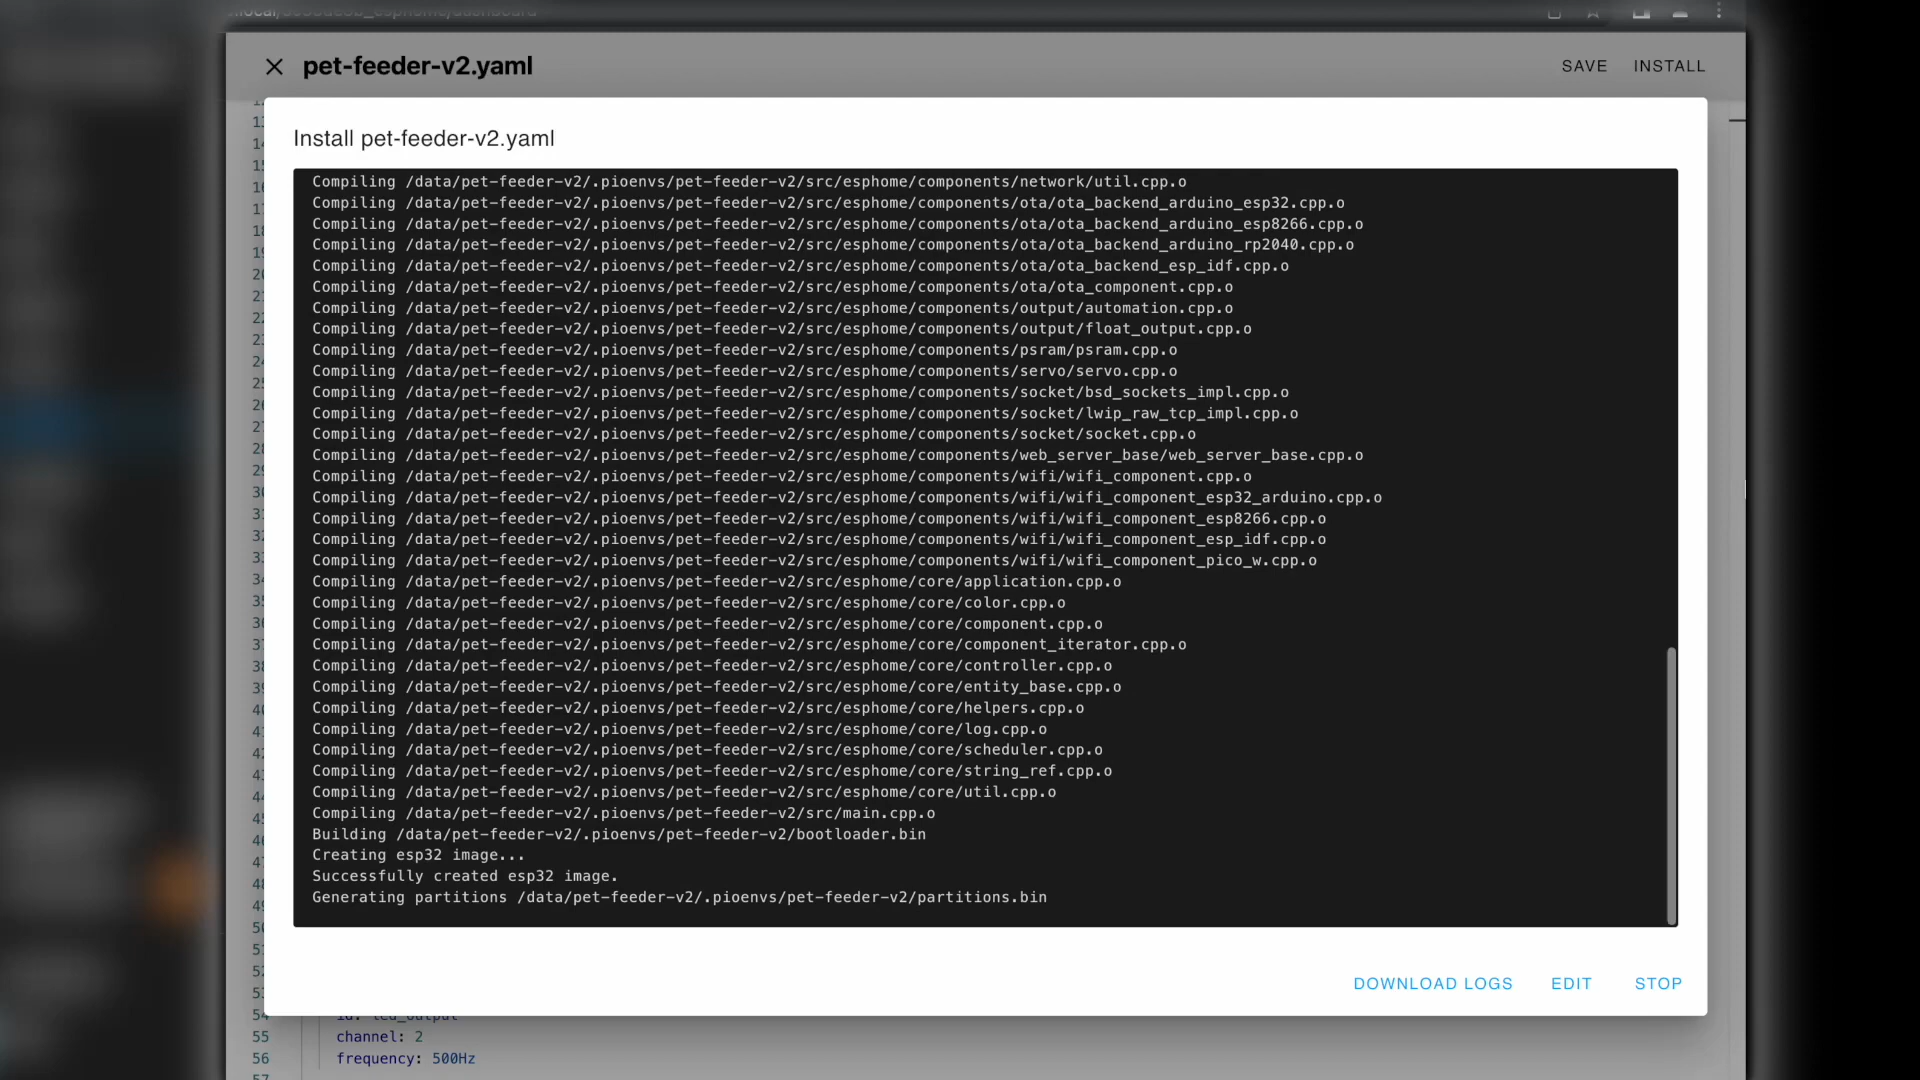 pet-feeder-v2.yaml
SAVE INSTALL
Install pet-feeder-v2.yaml
Compiling /data/pet-feeder-v2/.pioenvs/pet-feeder-v2/src/esphome/components/network/util.cpp.o
Compiling /data/pet-feeder-v2/.pioenvs/pet-feeder-v2/src/esphome/components/ota/ota_backend_arduino_esp32.cpp.o
Compiling /data/pet-feeder-v2/.pioenvs/pet-feeder-v2/src/esphome/components/ota/ota_backend_arduino_esp8266.cpp.o
Compiling /data/pet-feeder-v2/.pioenvs/pet-feeder-v2/src/esphome/components/ota/ota_backend_arduino_rp2040.cpp.o
Compiling /data/pet-feeder-v2/.pioenvs/pet-feeder-v2/src/esphome/components/ota/ota_backend_esp_idf.cpp.o
Compiling /data/pet-feeder-v2/.pioenvs/pet-feeder-v2/src/esphome/components/ota/ota_component.cpp.o
Compiling /data/pet-feeder-v2/.pioenvs/pet-feeder-v2/src/esphome/components/output/automation.cpp.o
Compiling /data/pet-feeder-v2/.pioenvs/pet-feeder-v2/src/esphome/components/output/float_output.cpp.o
Compiling /data/pet-feeder-v2/.pioenvs/pet-feeder-v2/src/esphome/components/psram/psram.cpp.o
Compiling /data/pet-feeder-v2/.pioenvs/pet-feeder-v2/src/esphome/components/servo/servo.cpp.o
Compiling /data/pet-feeder-v2/.pioenvs/pet-feeder-v2/src/esphome/components/socket/bsd_sockets_impl.cpp.o
Compiling /data/pet-feeder-v2/.pioenvs/pet-feeder-v2/src/esphome/components/socket/lwip_raw_tcp_impl.cpp.o
Compiling /data/pet-feeder-v2/.pioenvs/pet-feeder-v2/src/esphome/components/socket/socket.cpp.o
Compiling /data/pet-feeder-v2/.pioenvs/pet-feeder-v2/src/esphome/components/web_server_base/web_server_base.cpp.o
Compiling /data/pet-feeder-v2/.pioenvs/pet-feeder-v2/src/esphome/components/wifi/wifi_component.cpp.o
Compiling /data/pet-feeder-v2/.pioenvs/pet-feeder-v2/src/esphome/components/wifi/wifi_component_esp32_arduino.cpp.o
Compiling /data/pet-feeder-v2/.pioenvs/pet-feeder-v2/src/esphome/components/wifi/wifi_component_esp8266.cpp.o
Compiling /data/pet-feeder-v2/.pioenvs/pet-feeder-v2/src/esphome/components/wifi/wifi_component_esp_idf.cpp.o
Compiling /data/pet-feeder-v2/.pioenvs/pet-feeder-v2/src/esphome/components/wifi/wifi_component_pico_w.cpp.o
Compiling /data/pet-feeder-v2/.pioenvs/pet-feeder-v2/src/esphome/core/application.cpp.o
Compiling /data/pet-feeder-v2/.pioenvs/pet-feeder-v2/src/esphome/core/color.cpp.o
Compiling /data/pet-feeder-v2/.pioenvs/pet-feeder-v2/src/esphome/core/component.cpp.o
Compiling /data/pet-feeder-v2/.pioenvs/pet-feeder-v2/src/esphome/core/component_iterator.cpp.o
Compiling /data/pet-feeder-v2/.pioenvs/pet-feeder-v2/src/esphome/core/controller.cpp.o
Compiling /data/pet-feeder-v2/.pioenvs/pet-feeder-v2/src/esphome/core/entity_base.cpp.o
Compiling /data/pet-feeder-v2/.pioenvs/pet-feeder-v2/src/esphome/core/helpers.cpp.o
Compiling /data/pet-feeder-v2/.pioenvs/pet-feeder-v2/src/esphome/core/log.cpp.o
Compiling /data/pet-feeder-v2/.pioenvs/pet-feeder-v2/src/esphome/core/scheduler.cpp.o
Compiling /data/pet-feeder-v2/.pioenvs/pet-feeder-v2/src/esphome/core/string_ref.cpp.o
Compiling /data/pet-feeder-v2/.pioenvs/pet-feeder-v2/src/esphome/core/util.cpp.o
Compiling /data/pet-feeder-v2/.pioenvs/pet-feeder-v2/src/main.cpp.o
Building /data/pet-feeder-v2/.pioenvs/pet-feeder-v2/bootloader.bin
Creating esp32 image...
Successfully created esp32 image.
Generating partitions /data/pet-feeder-v2/.pioenvs/pet-feeder-v2/partitions.bin
DOWNLOAD LOGS EDIT STOP
55 channel: 2
56 frequency: 500Hz